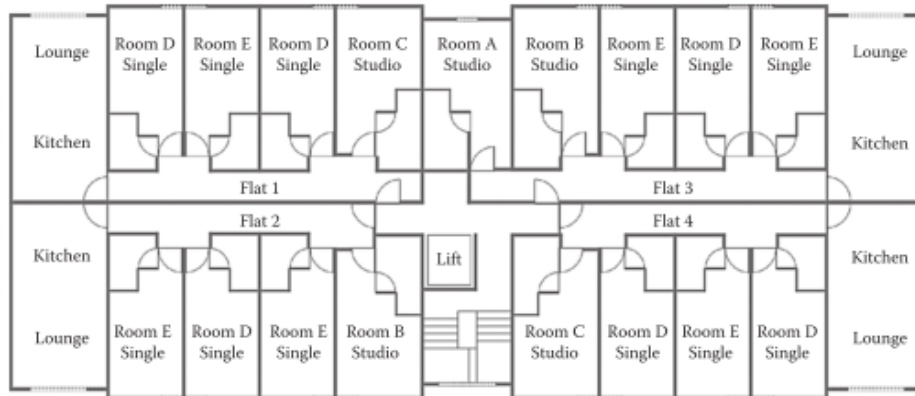 Lounge
Room D
Single
Room E
Single
Room D
Single
Room C
Studio
Room A
Studio
Room B
Studio
Room E
Single
Room D
Single
Room E
Single
Lounge
Kitchen
Kitchen
Flat 1
Flat 3
Flat 2
Flat 4
Kitchen
Lift
Kitchen
Lounge
Room E
Single
Room D
Single
Room E
Single
Room B
Studio
Room C
Studio
Room D
Single
Room E
Single
Room D
Single
Lounge